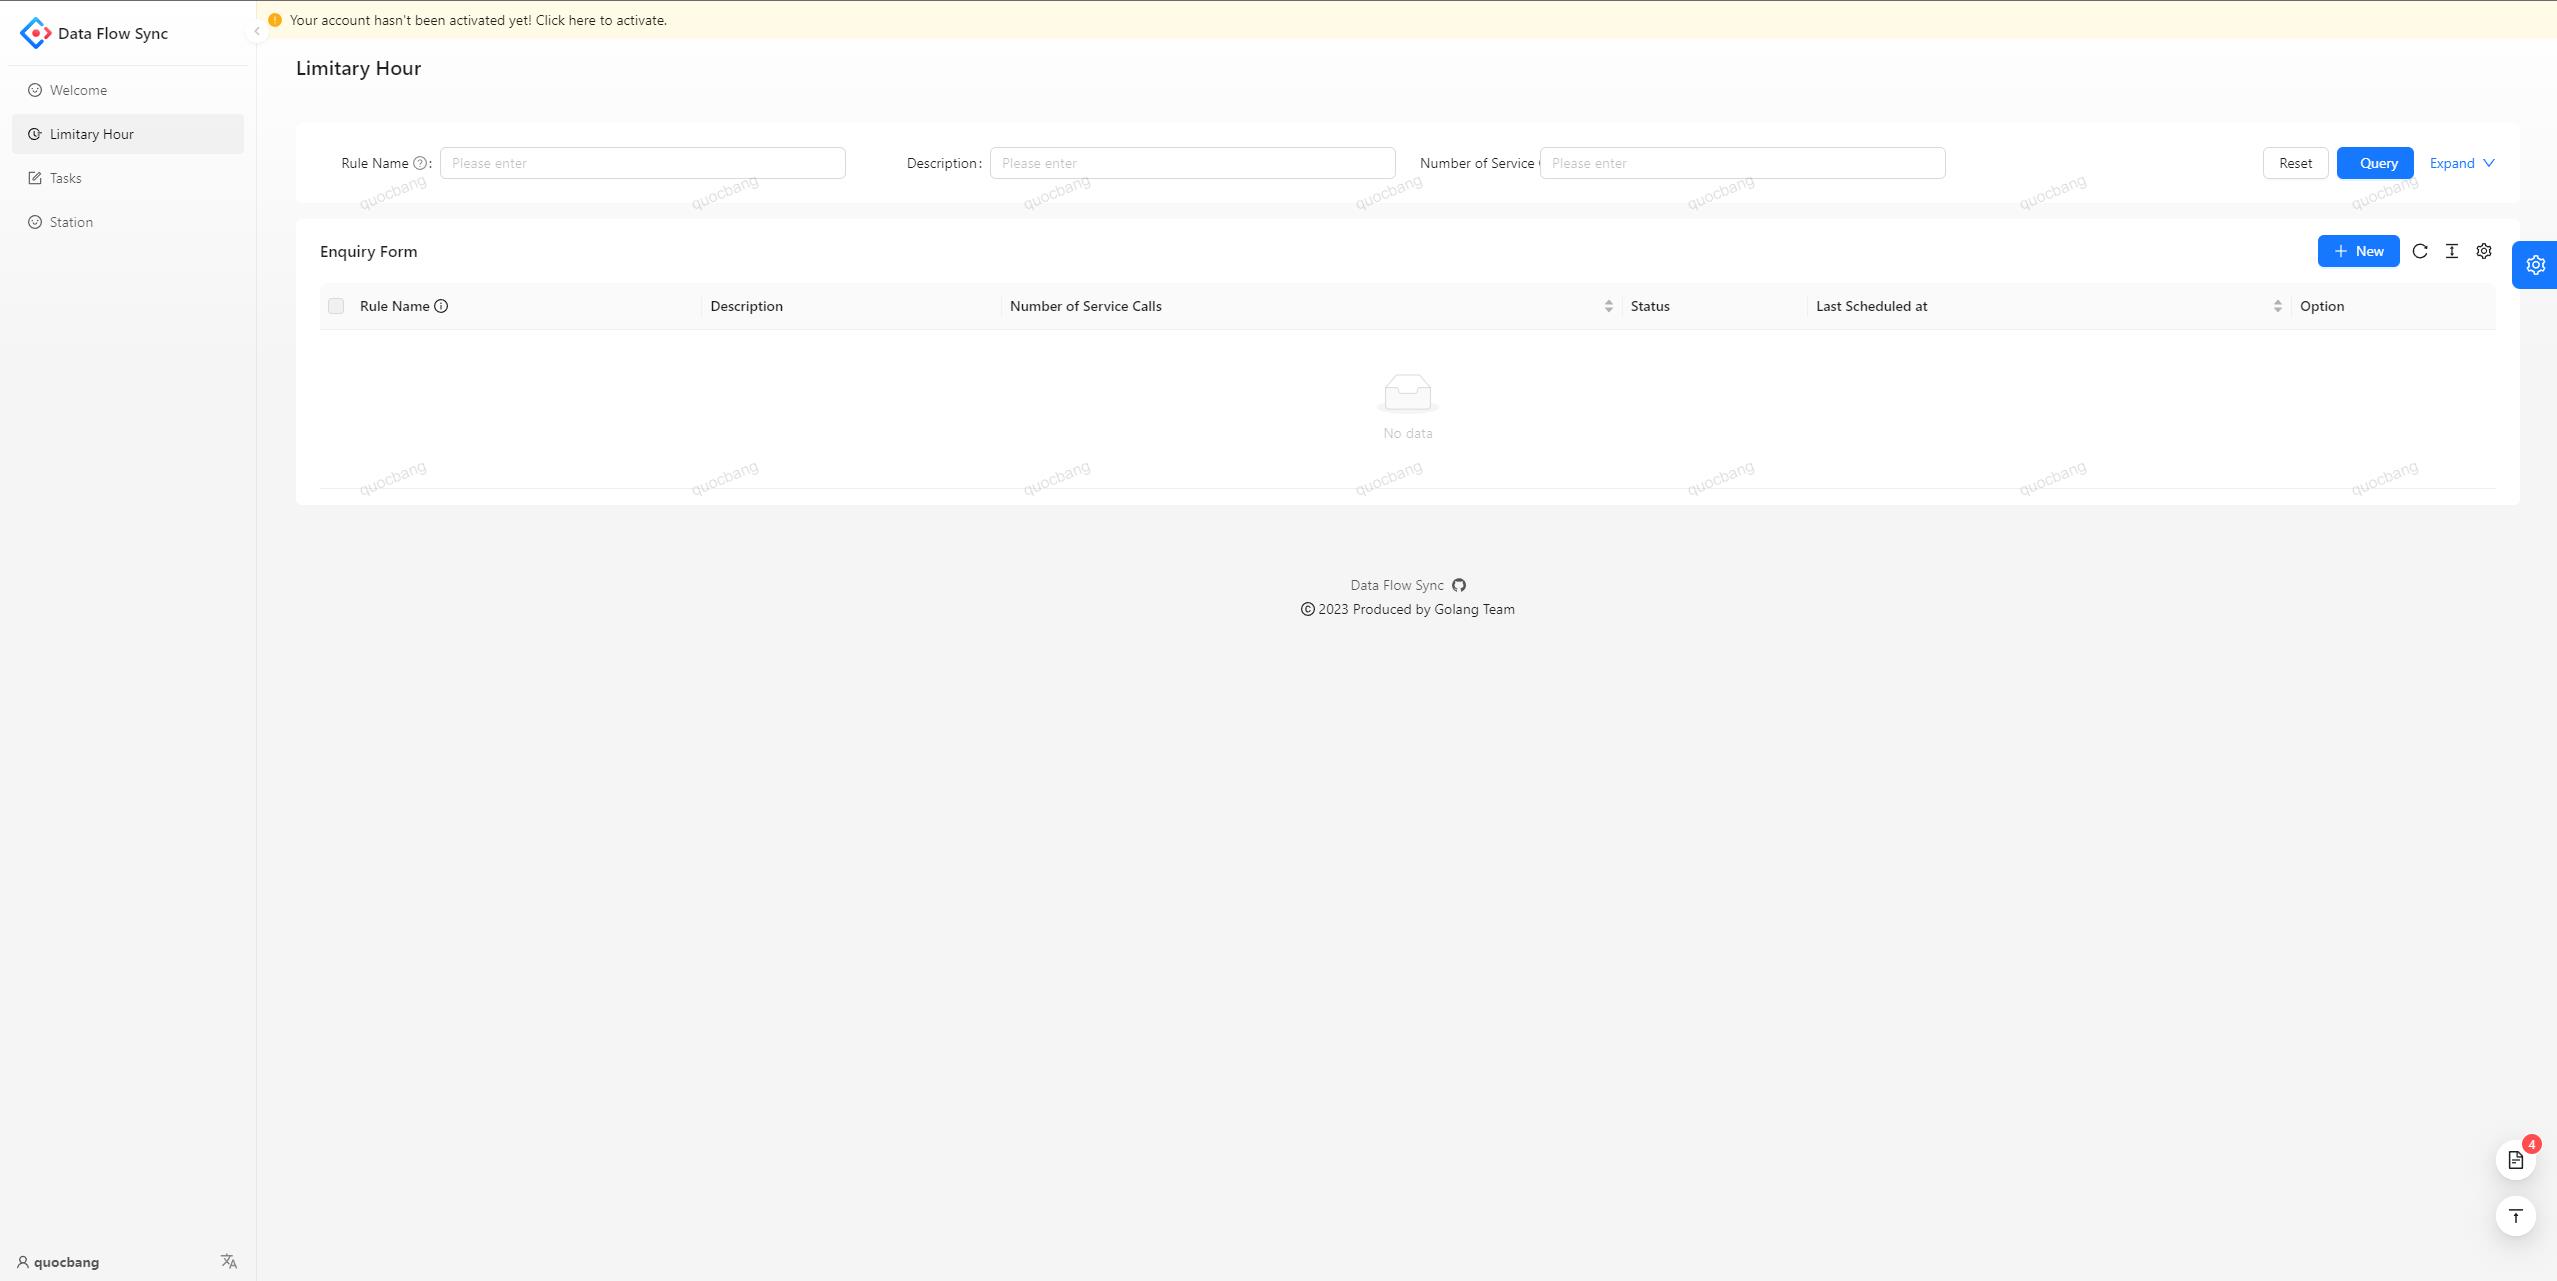 Your account hasn't been activated yet! Click here to activate.
Data Flow Sync
Welcome
Limitary Hour
Tasks
Station
Limitary Hour
Rule Name ? :
Please enter
Description :
Please enter
Number of Service
Please enter
Reset
Query
Expand
quocbang quocbang quocbang quocbang quocbang quocbang quocbang
Enquiry Form
+ New
Rule Name
Description
Number of Service Calls
Status
Last Scheduled at
Option
No data
quocbang quocbang quocbang quocbang quocbang quocbang quocbang
Data Flow Sync
© 2023 Produced by Golang Team
4
quocbang